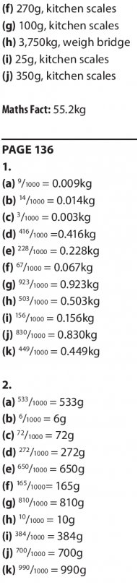 (f) 270g, kitchen scales
(g) 100g, kitchen scales
(h) 3,750kg, weigh bridge
(i) 25g, kitchen scales
(j) 350g, kitchen scales
Maths Fact: 55.2kg
PAGE 136
1.
(a) 9/1000 = 0.009kg
(b) 14/1000 = 0.014kg
(c) 3/1000 = 0.003kg
(d) 416/1000 =0.416kg
(e) 228/1000 = 0.228kg
(f) 67/1000 = 0.067kg
(g) 923/1000 = 0.923kg
(h) 503/1000 = 0.503kg
(i) 156/1000 = 0.156kg
(j) 830/1000 = 0.830kg
(k) 449/1000 = 0.449kg
2.
(a) 533/1000 = 533g
(b) 6/1000 = 6g
(c) 72/1000 = 72g
(d) 272/1000 = 272g
(e) 650/1000 = 650g
(f) 165/1000= 165g
(g) 810/1000 = 810g
(h) 10/1000 = 10g
(i) 384/1000 = 384g
(j) 700/1000 = 700g
(k) 990/1000 = 990g